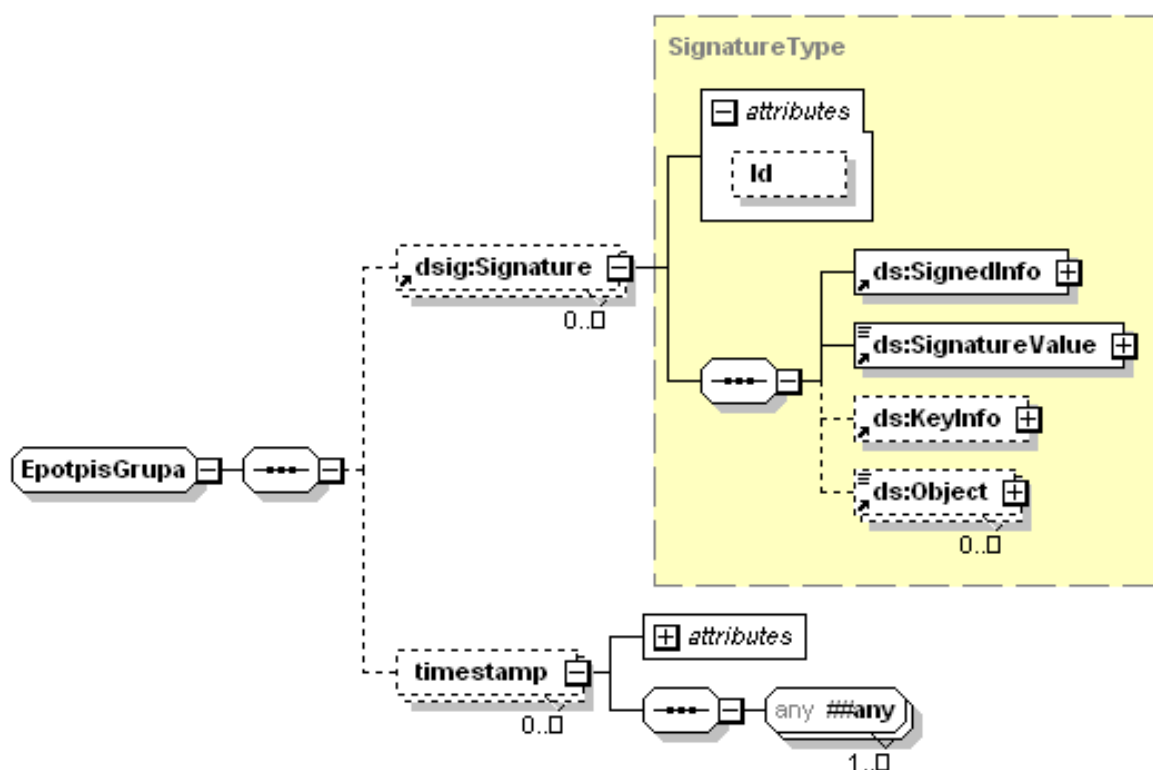 SignatureType
attributes
Id
dsig:Signature
0..□
ds:SignedInfo
ds:SignatureValue
ds:KeyInfo
ds:Object
0..□
EpotpisGrupa
timestamp
0..□
attributes
any ##any
1..□